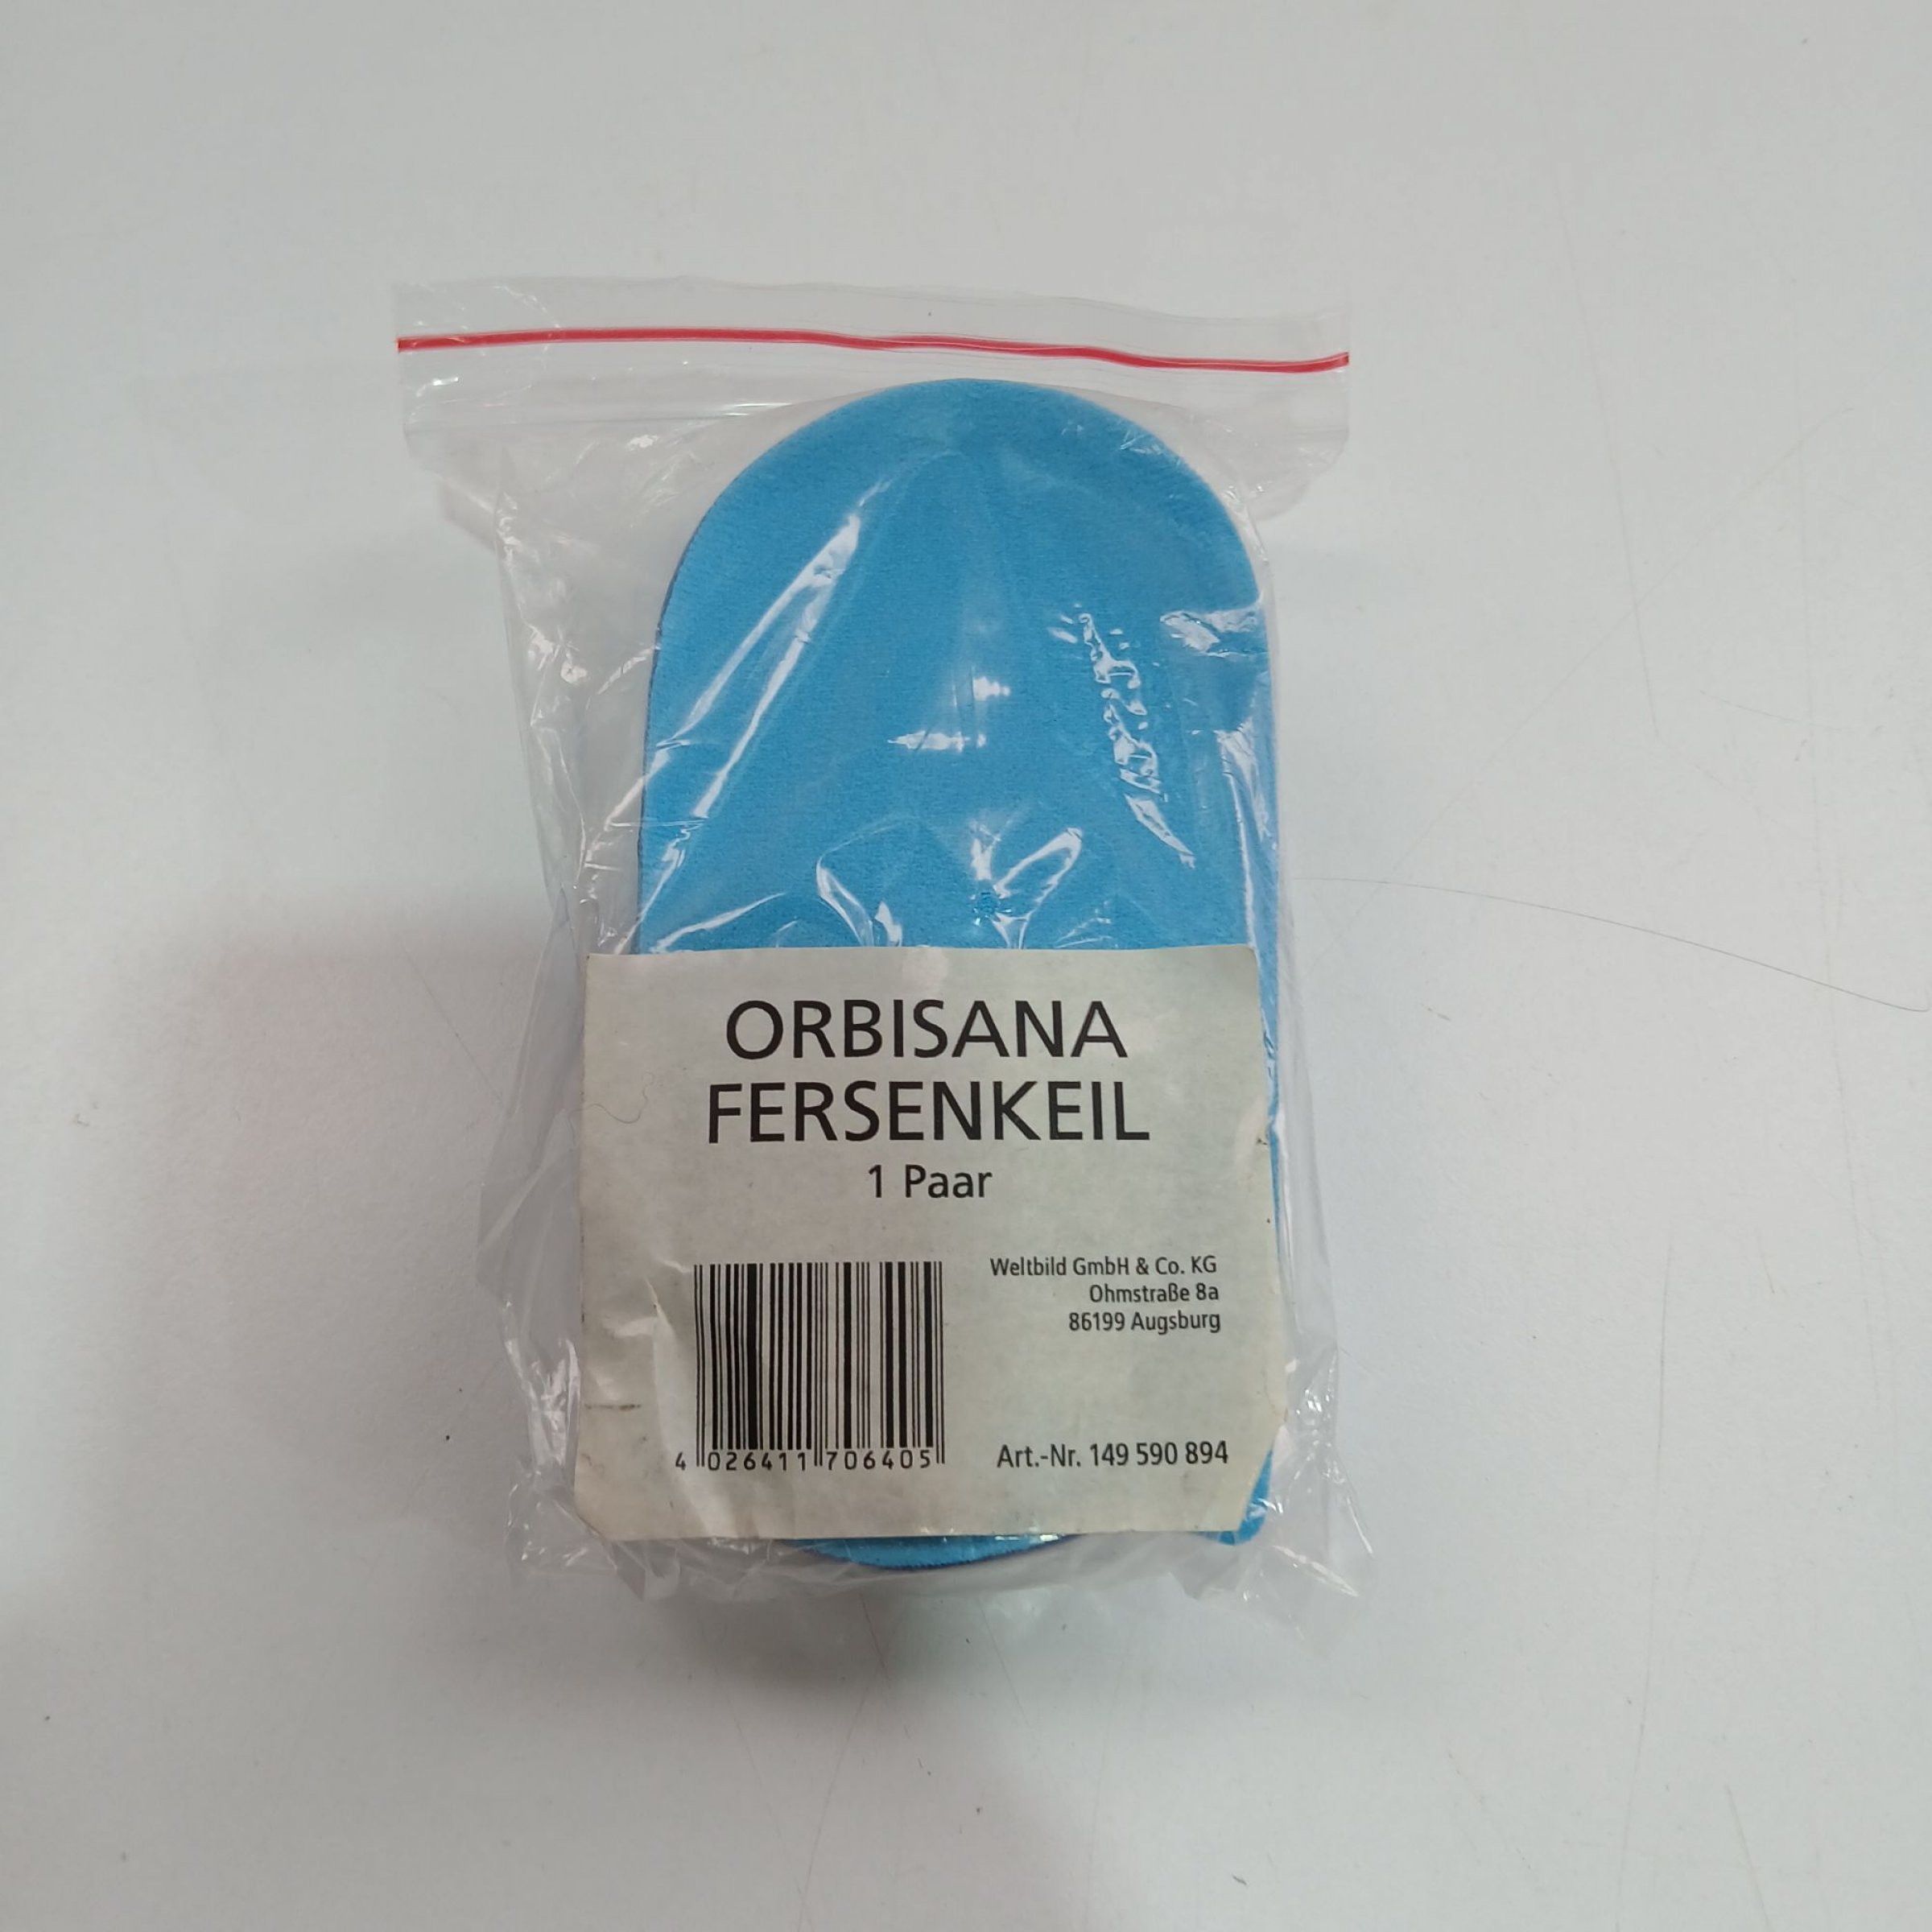 ORBISANA
FERSENKEIL
1 Paar
Weltbild GmbH & Co. KG
Ohmstraße 8a
86199 Augsburg
4 026411 706405
Art.-Nr. 149 590 894